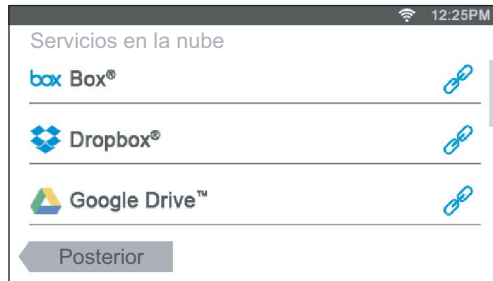 12:25PM
Servicios en la nube
box Box®
Dropbox®
Google Drive™
Posterior